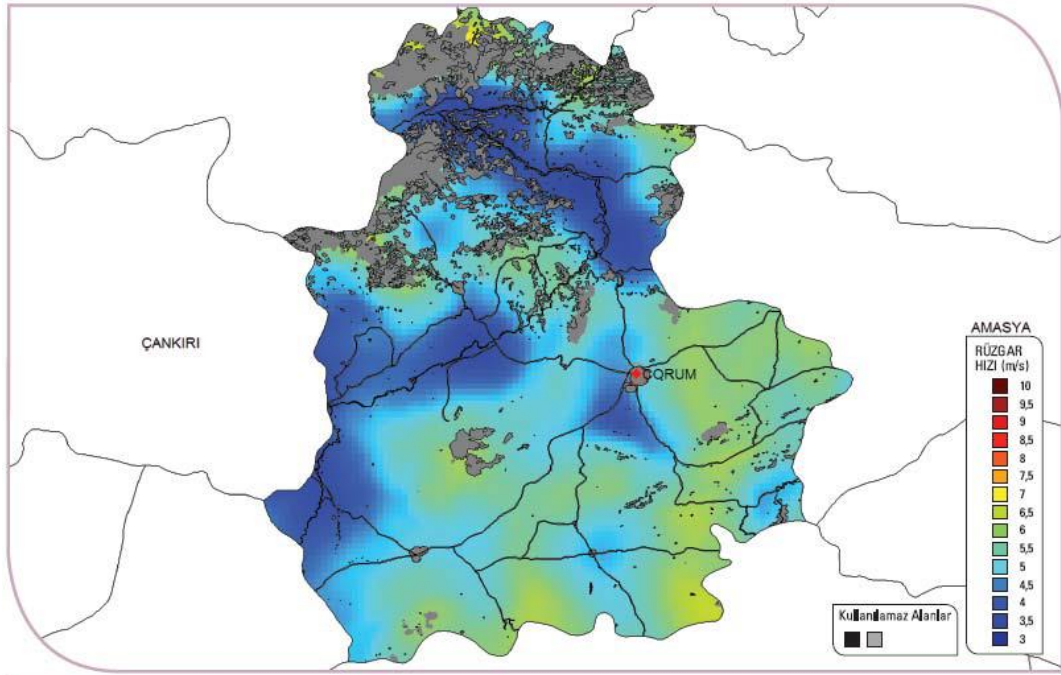 ÇANKIRI
ÇORUM
AMASYA
RÜZGAR
HIZI (m/s)
10
9,5
9
8,5
8
7,5
7
6,5
6
5,5
5
4,5
4
3,5
3
Kullanılamaz Alanlar